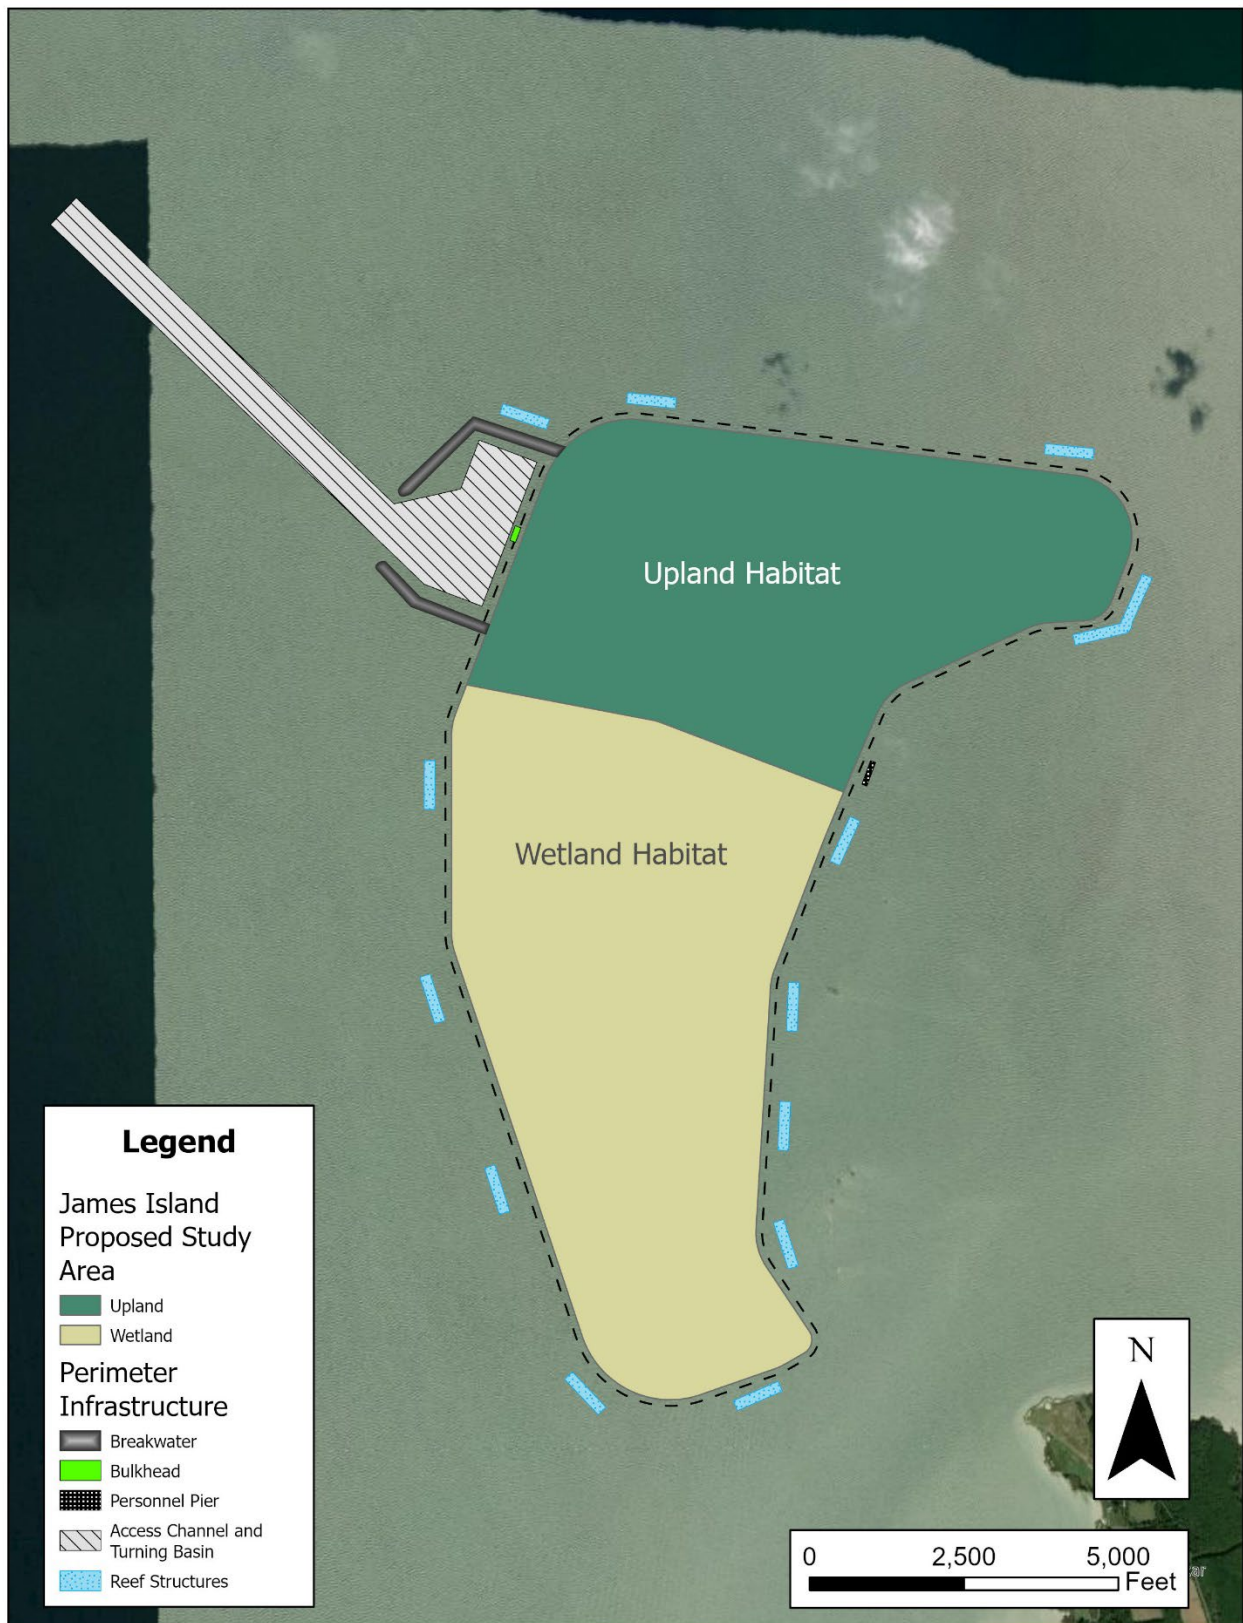 Upland Habitat
Wetland Habitat
Legend
James Island
Proposed Study
Area
Upland
Wetland
Perimeter
Infrastructure
Breakwater
Bulkhead
Personnel Pier
Access Channel and
Turning Basin
Reef Structures
N
0 2,500 5,000
Feet